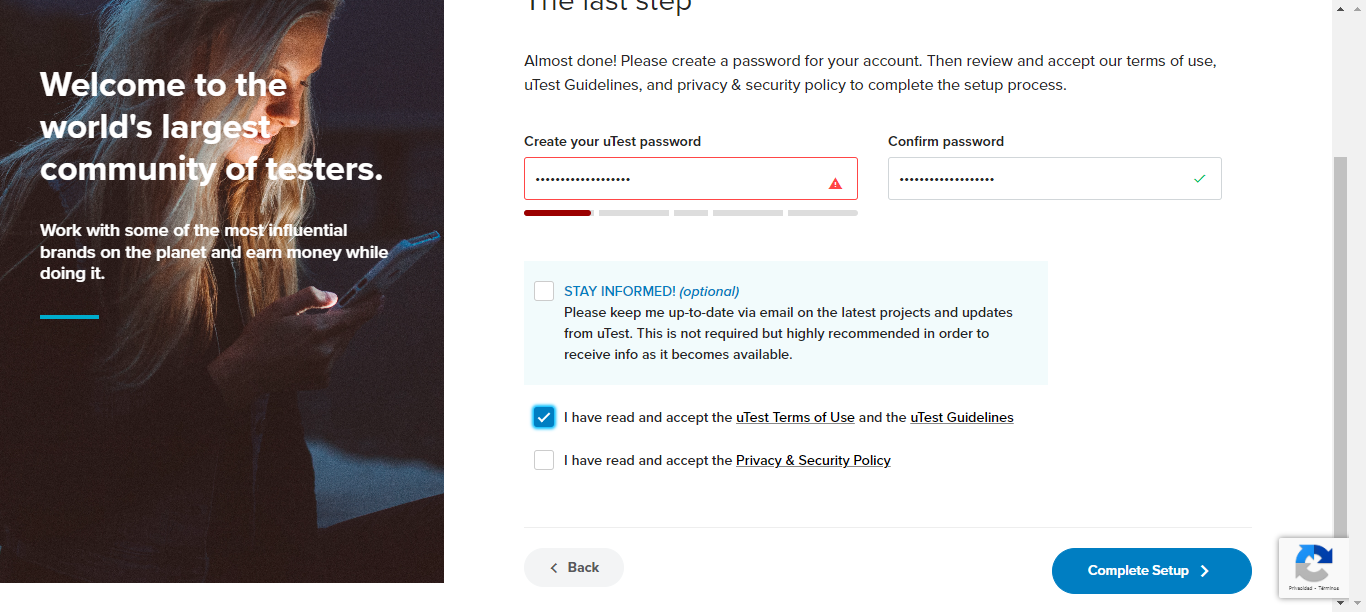 The last step
Welcome to the
world's largest
community of testers.
Work with some of the most influential
brands on the planet and earn money while
doing it.
Almost done! Please create a password for your account. Then review and accept our terms of use,
uTest Guidelines, and privacy & security policy to complete the setup process.
Create your uTest password
Confirm password
•••••••••••••••••••
•••••••••••••••••••
STAY INFORMED! (optional)
Please keep me up-to-date via email on the latest projects and updates
from uTest. This is not required but highly recommended in order to
receive info as it becomes available.
I have read and accept the uTest Terms of Use and the uTest Guidelines
I have read and accept the Privacy & Security Policy
Back
Complete Setup
Privacidad - Términos